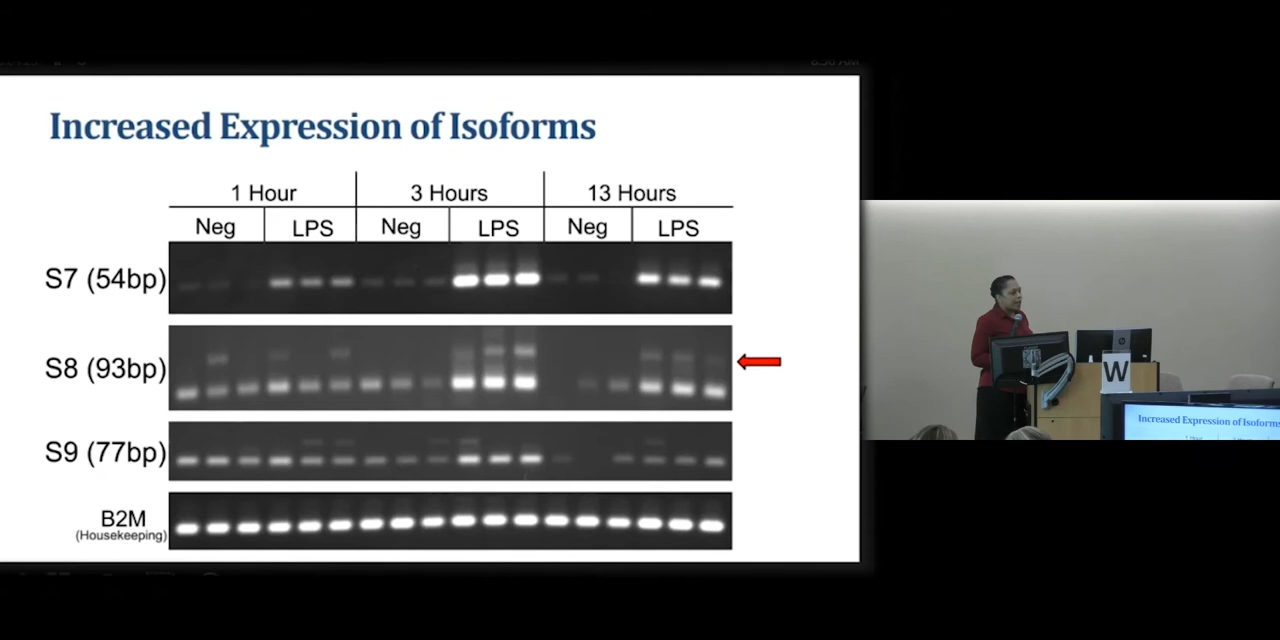 Increased Expression of Isoforms
1 Hour 3 Hours 13 Hours
Neg LPS Neg LPS Neg LPS
S7 (54bp)
S8 (93bp)
S9 (77bp)
B2M
(Housekeeping)
W
Increased Expression of Isoforms